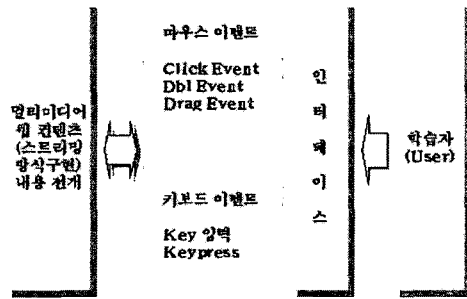 멀티미디어
웹 컨텐츠
(스트리밍
방식구현)
내용 전개
마우스 이벤트
Click Event
Dbl Event
Drag Event
키보드 이벤트
Key 입력
Keypress
인
터
페
이
스
학습자
(User)